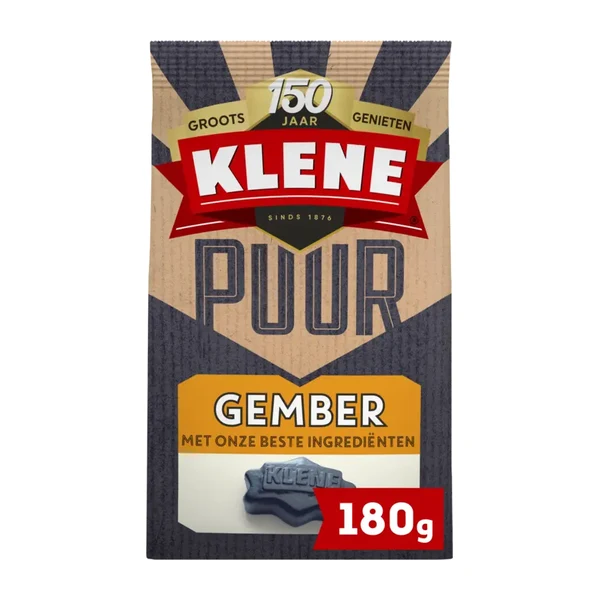 150
JAAR
GROOTS GENIETEN
KLENE
®
SINDS 1876
PUUR
GEMBER
MET ONZE BESTE INGREDIËNTEN
KLENE
180g